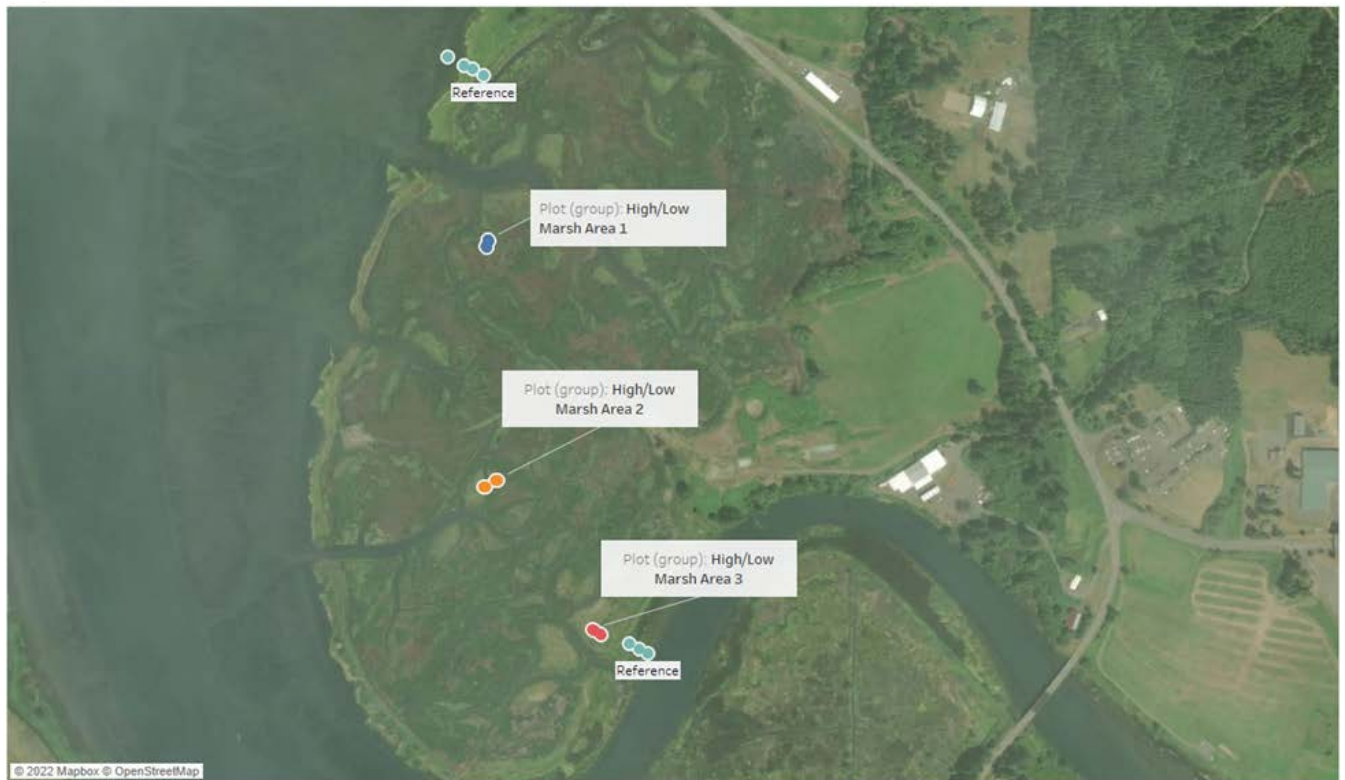 Reference
Plot (group): High/Low
Marsh Area 1
Plot (group): High/Low
Marsh Area 2
Plot (group): High/Low
Marsh Area 3
Reference
© 2022 Mapbox © OpenStreetMap